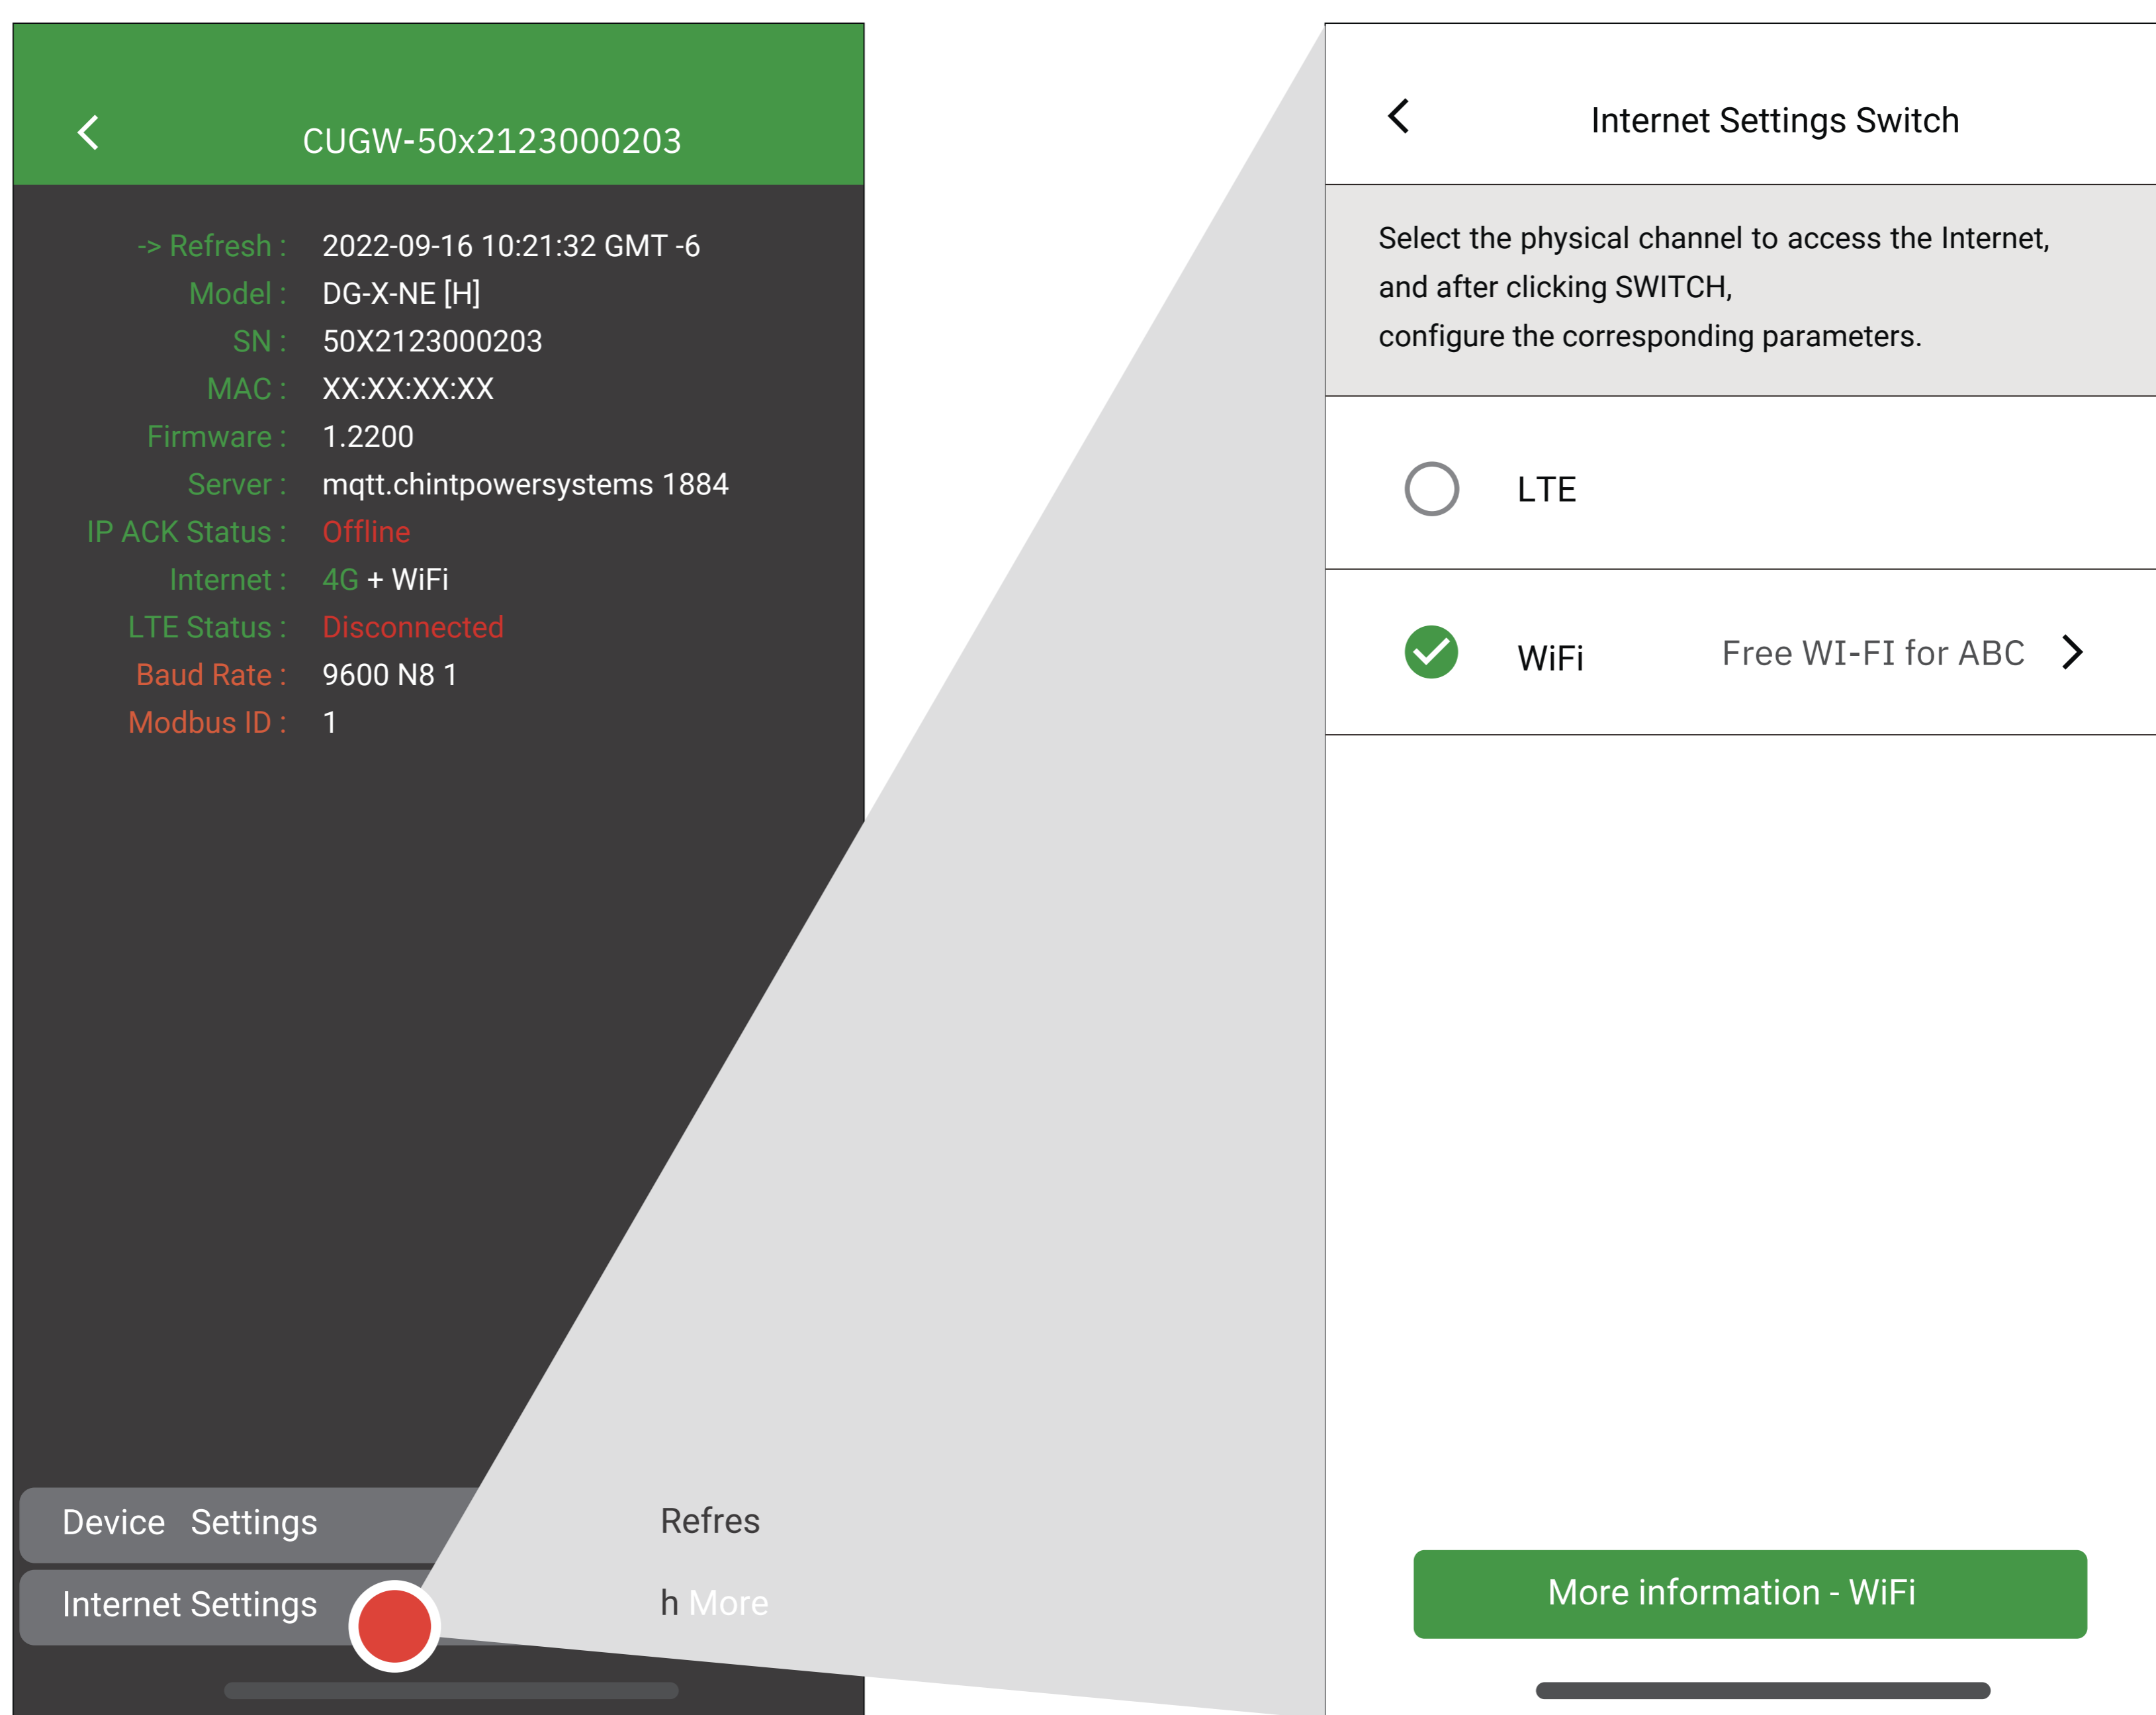 CUGW-50x2123000203
-> Refresh : 2022-09-16 10:21:32 GMT -6
Model : DG-X-NE [H]
SN : 50X2123000203
MAC : XX:XX:XX:XX
Firmware : 1.2200
Server : mqtt.chintpowersystems 1884
IP ACK Status : Offline
Internet : 4G + WiFi
LTE Status : Disconnected
Baud Rate : 9600 N8 1
Modbus ID : 1
Device Settings
Refres
Internet Settings
h More
Internet Settings Switch
Select the physical channel to access the Internet,
and after clicking SWITCH,
configure the corresponding parameters.
LTE
WiFi Free WI-FI for ABC
More information - WiFi